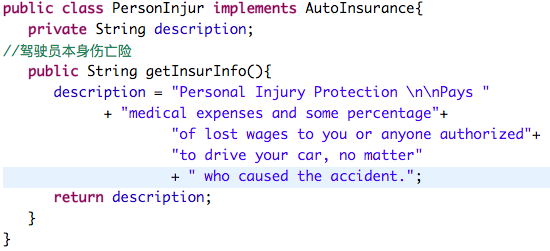 public class PersonInjur implements AutoInsurance{
   private String description;
//驾驶员本身伤亡险
   public String getInsurInfo(){
      description = "Personal Injury Protection \n\nPays "
            + "medical expenses and some percentage"+
                    "of lost wages to you or anyone authorized"+
                    "to drive your car, no matter"
                    + " who caused the accident.";
      return description;
   }
}